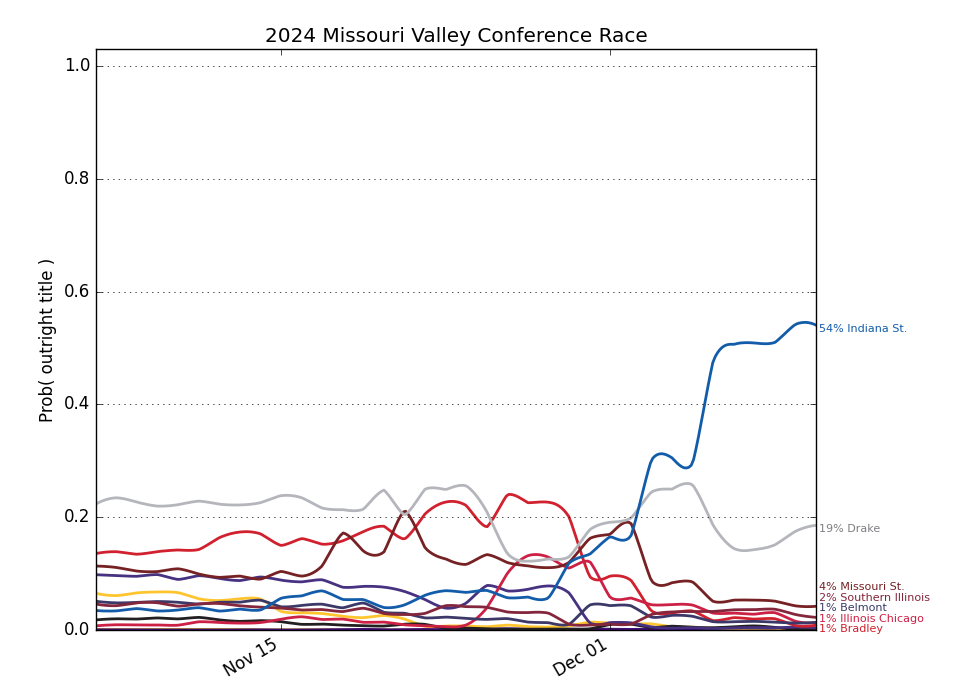 2024 Missouri Valley Conference Race
Prob( outright title )
1.0
0.8
0.6
0.4
0.2
0.0
Nov 15
Dec 01
54% Indiana St.
19% Drake
4% Missouri St.
2% Southern Illinois
1% Belmont
1% Illinois Chicago
1% Bradley